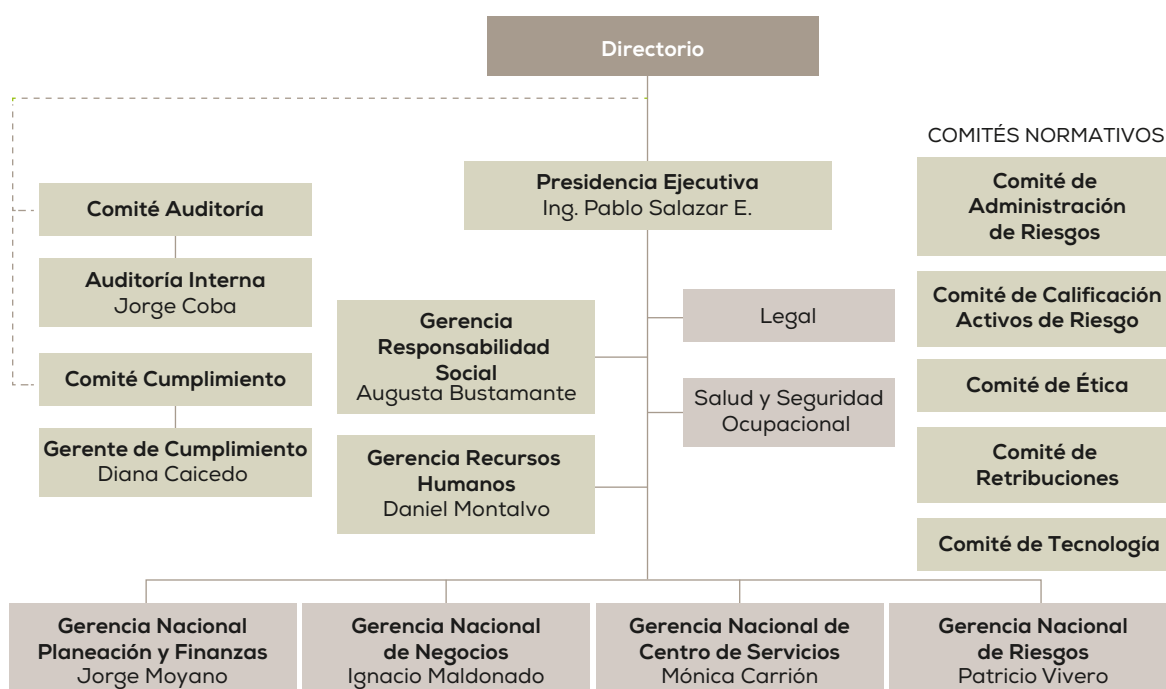 Directorio
COMITÉS NORMATIVOS
Presidencia Ejecutiva
Ing. Pablo Salazar E.
Comité de
Administración
de Riesgos
Comité Auditoría
Auditoría Interna
Jorge Coba
Legal
Comité de Calificación
Activos de Riesgo
Gerencia
Responsabilidad
Social
Augusta Bustamante
Comité Cumplimiento
Salud y Seguridad
Ocupacional
Comité de Ética
Gerente de Cumplimiento
Diana Caicedo
Gerencia Recursos
Humanos
Daniel Montalvo
Comité de
Retribuciones
Comité de Tecnología
Gerencia Nacional
Planeación y Finanzas
Jorge Moyano
Gerencia Nacional
de Negocios
Ignacio Maldonado
Gerencia Nacional de
Centro de Servicios
Mónica Carrión
Gerencia Nacional
de Riesgos
Patricio Vivero